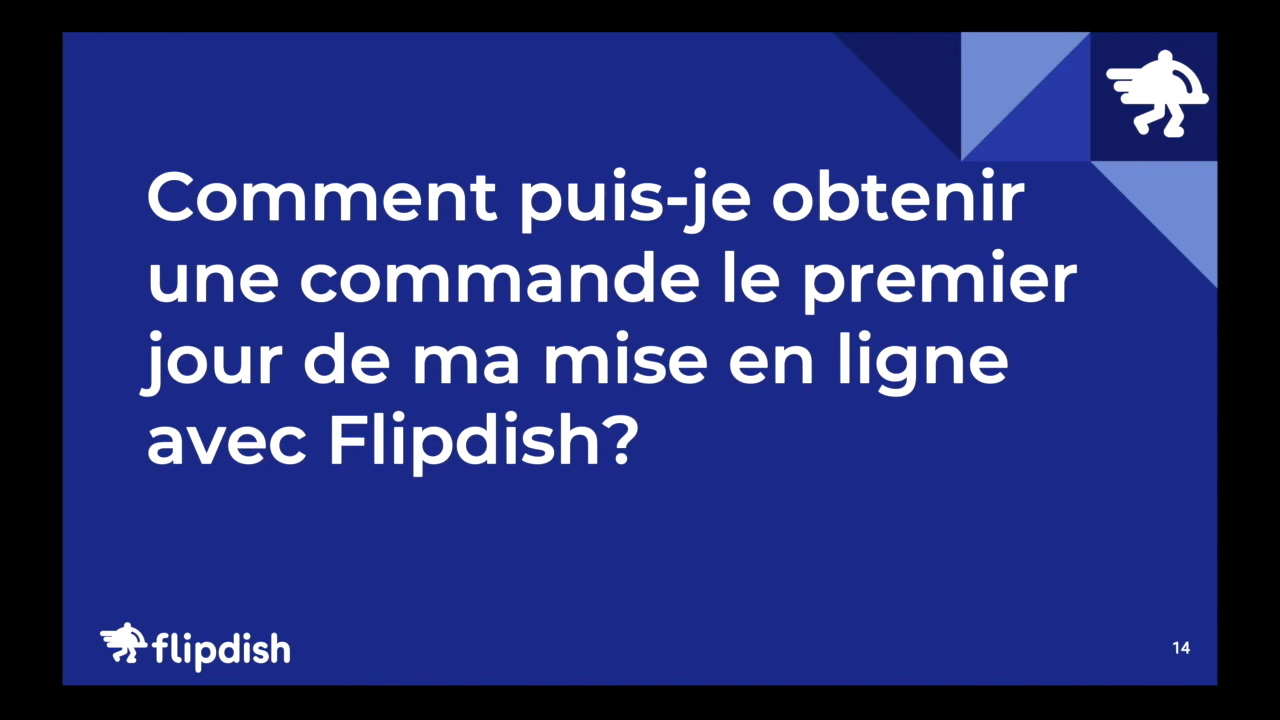 Comment puis-je obtenir
une commande le premier
jour de ma mise en ligne
avec Flipdish?
flipdish
14